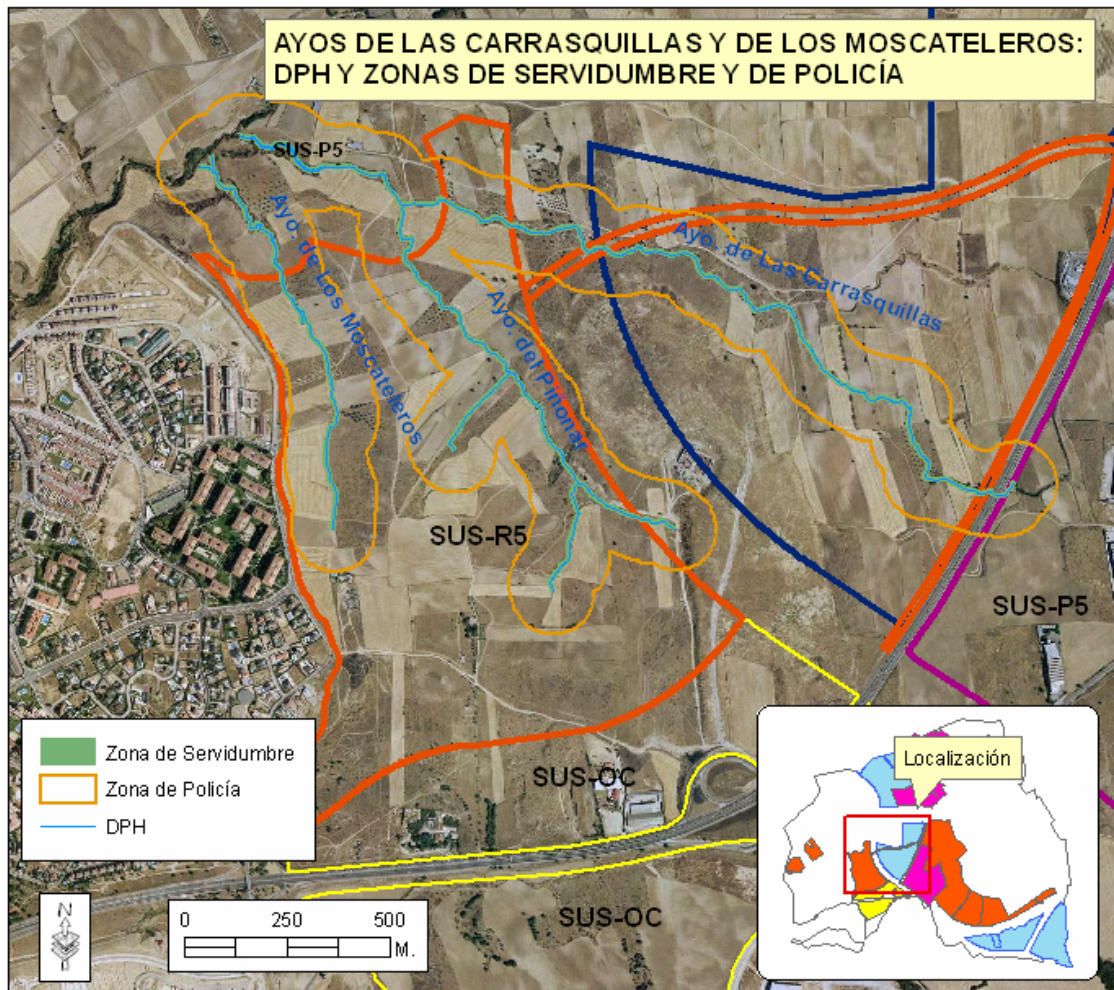 AYOS DE LAS CARRASQUILLAS Y DE LOS MOSCATELEROS:
DPH Y ZONAS DE SERVIDUMBRE Y DE POLICÍA
SUS-P5
Ayo. de Los Moscateleros
Ayo. del Piñonar
Ayo. de Las Carrasquillas
SUS-R5
SUS-P5
SUS-OC
SUS-OC
Zona de Servidumbre
Zona de Policía
DPH
Localización
N
0 250 500
M.